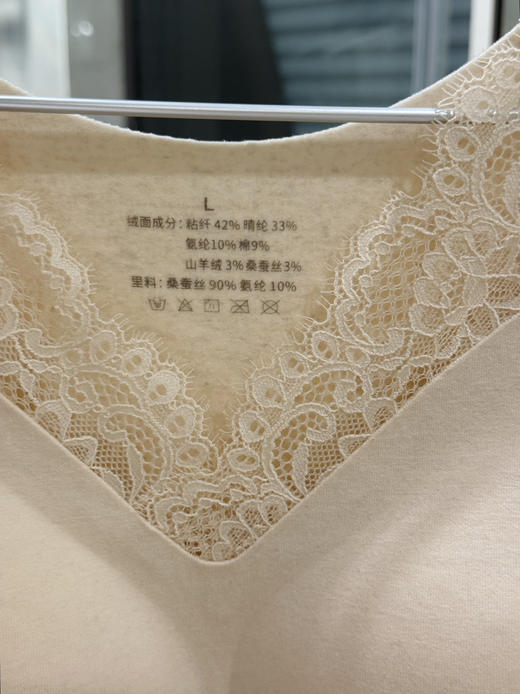 L
绒面成分：粘纤 42% 晴纶 33%
氨纶10% 棉9%
山羊绒 3% 桑蚕丝3%
里料：桑蚕丝 90% 氨纶 10%